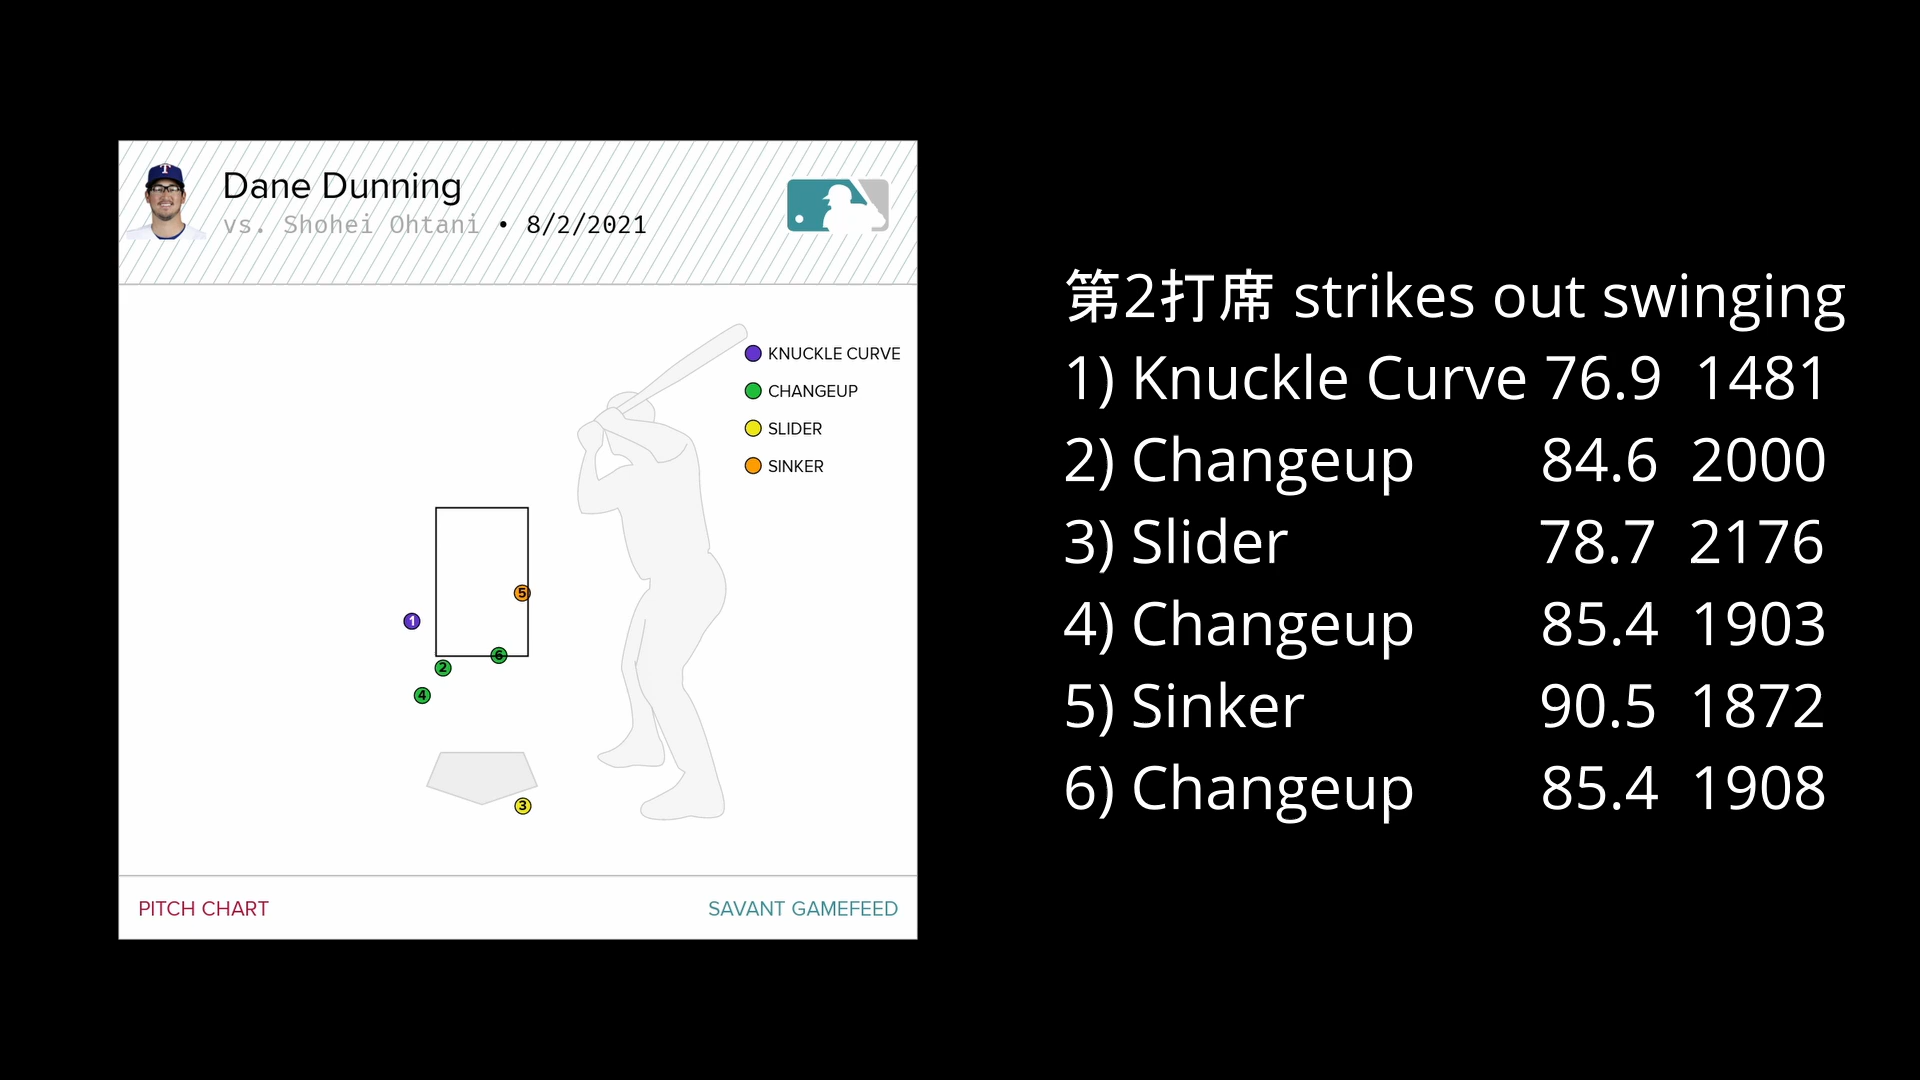 Dane Dunning
vs. Shohei Ohtani • 8/2/2021
KNUCKLE CURVE
CHANGEUP
SLIDER
SINKER
5
1
6
2
4
3
PITCH CHART
SAVANT GAMEFEED
第2打席 strikes out swinging
1) Knuckle Curve 76.9 1481
2) Changeup 84.6 2000
3) Slider 78.7 2176
4) Changeup 85.4 1903
5) Sinker 90.5 1872
6) Changeup 85.4 1908